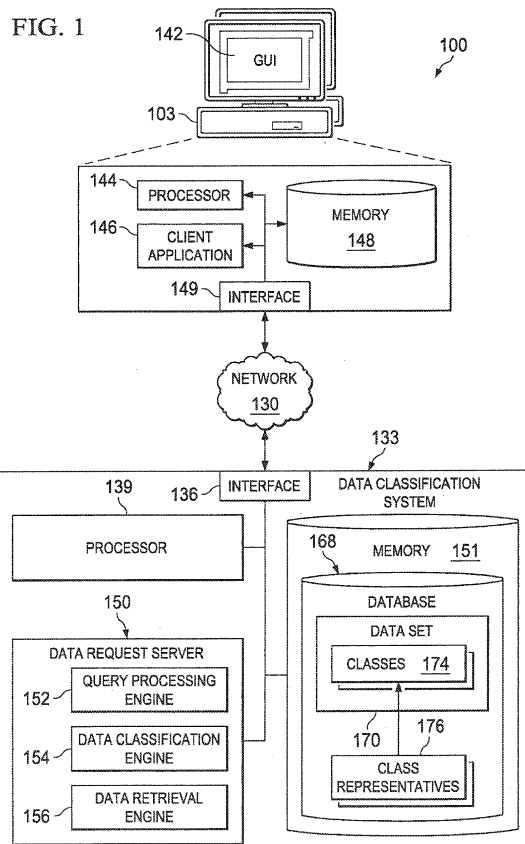 FIG. 1
142
GUI
100
103
144
PROCESSOR
146
CLIENT
APPLICATION
MEMORY
148
149
INTERFACE
NETWORK
130
133
136
INTERFACE
DATA CLASSIFICATION
SYSTEM
139
PROCESSOR
MEMORY 151
168
DATABASE
DATA SET
CLASSES 174
170
176
CLASS
REPRESENTATIVES
150
DATA REQUEST SERVER
152
QUERY PROCESSING
ENGINE
154
DATA CLASSIFICATION
ENGINE
156
DATA RETRIEVAL
ENGINE